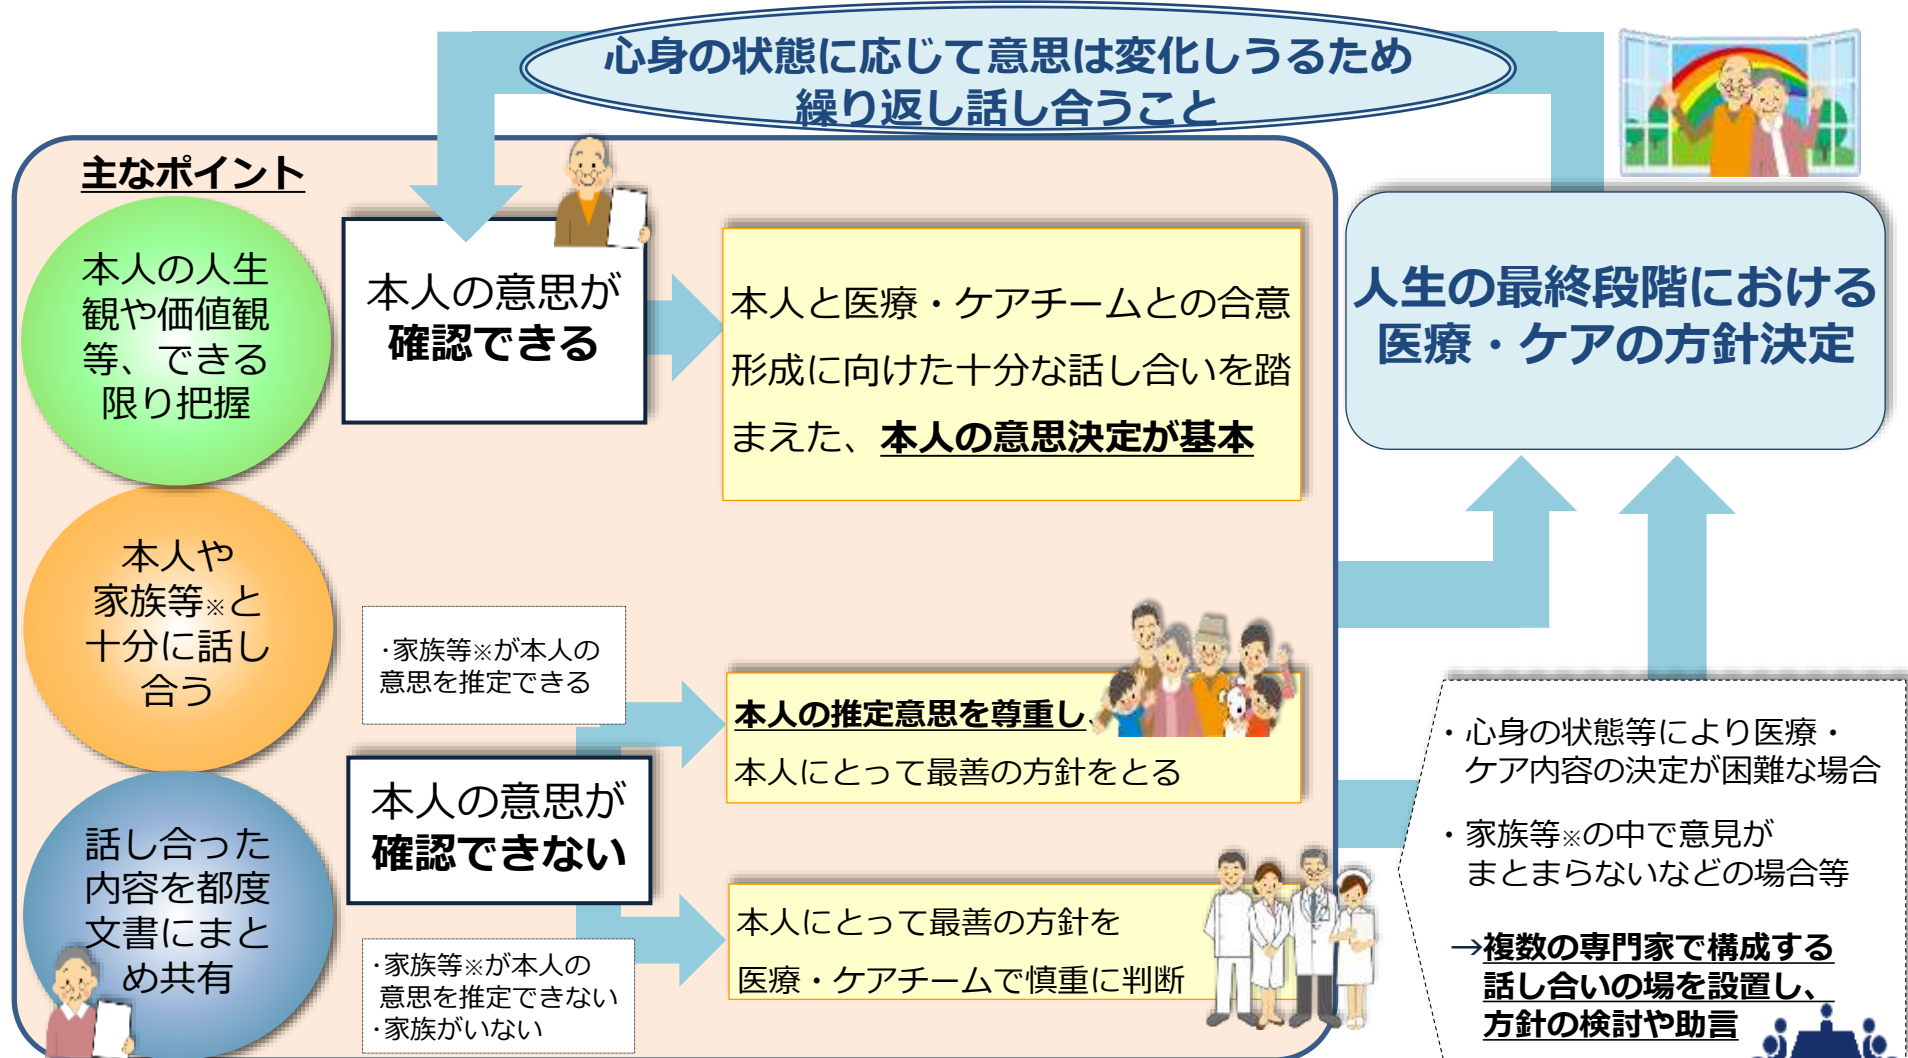 心身の状態に応じて意思は変化しうるため
繰り返し話し合うこと
主なポイント
本人の人生
観や価値観
等、できる
限り把握
本人や
家族等※と
十分に話し
合う
話し合った
内容を都度
文書にまと
め共有
本人の意思が
確認できる
本人と医療・ケアチームとの合意
形成に向けた十分な話し合いを踏
まえた、本人の意思決定が基本
・家族等※が本人の
意思を推定できる
本人の意思が
確認できない
・家族等※が本人の
意思を推定できない
・家族がいない
本人の推定意思を尊重し、
本人にとって最善の方針をとる
本人にとって最善の方針を
医療・ケアチームで慎重に判断
人生の最終段階における
医療・ケアの方針決定
・心身の状態等により医療・
ケア内容の決定が困難な場合
・家族等※の中で意見が
まとまらないなどの場合等
→複数の専門家で構成する
話し合いの場を設置し、
方針の検討や助言